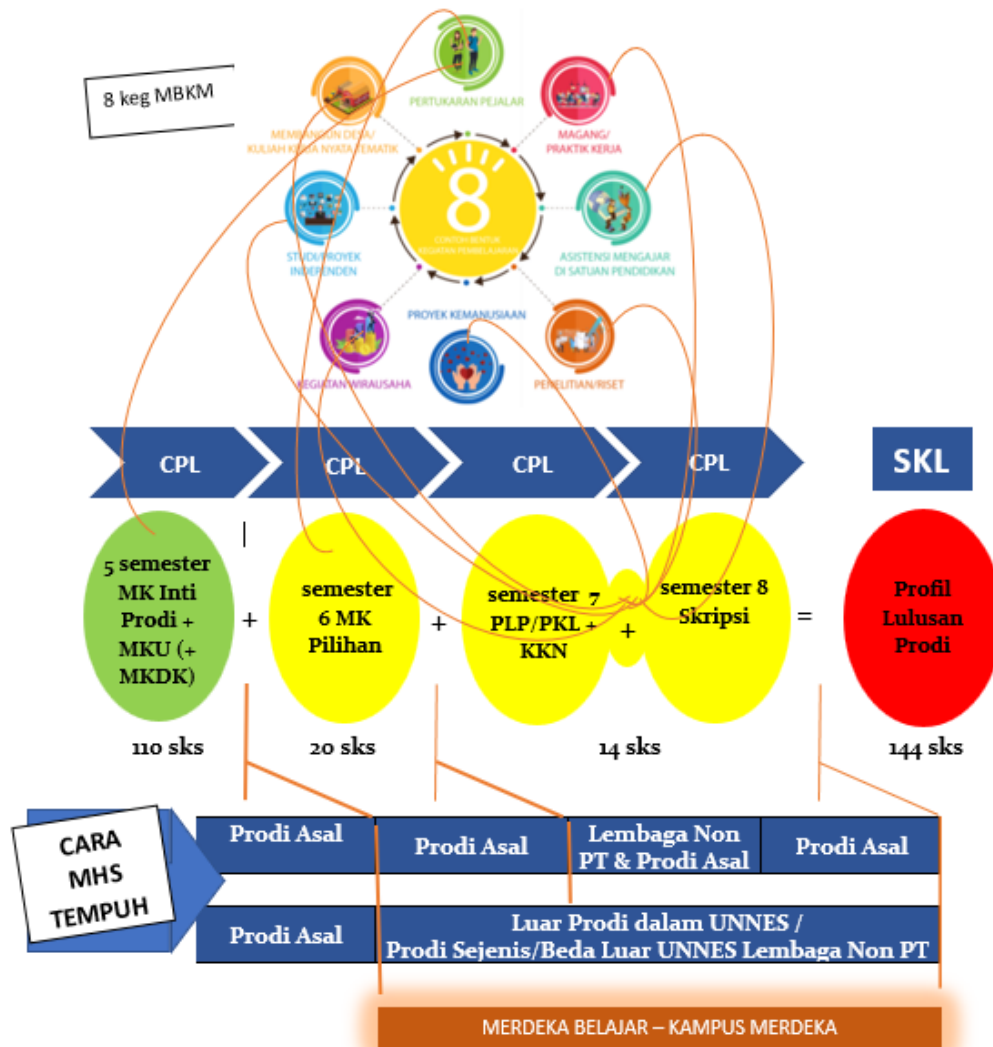 8 keg MBKM
PERTUKARAN PEJALAR
MEMBANGUN DESA/
KULIAH KERJA NYATA TEMATIK
MAGANG/
PRAKTIK KERJA
8
CONTOH BENTUK
KEGIATAN PEMBELAJARAN
STUDI/PROYEK
INDEPENDEN
ASISTENSI MENGAJAR
DI SATUAN PENDIDIKAN
PROYEK KEMANUSIAAN
KEGIATAN WIRAUSAHA
PENELITIAN/RISET
CPL
CPL
CPL
CPL
SKL
5 semester
MK Inti
Prodi +
MKU (+
MKDK)
+
semester
6 MK
Pilihan
+
semester 7
PLP/PKL +
KKN
+
semester 8
Skripsi
=
Profil
Lulusan
Prodi
110 sks
20 sks
14 sks
144 sks
CARA
MHS
TEMPUH
Prodi Asal
Prodi Asal
Lembaga Non
PT & Prodi Asal
Prodi Asal
Prodi Asal
Luar Prodi dalam UNNES /
Prodi Sejenis/Beda Luar UNNES Lembaga Non PT
MERDEKA BELAJAR – KAMPUS MERDEKA